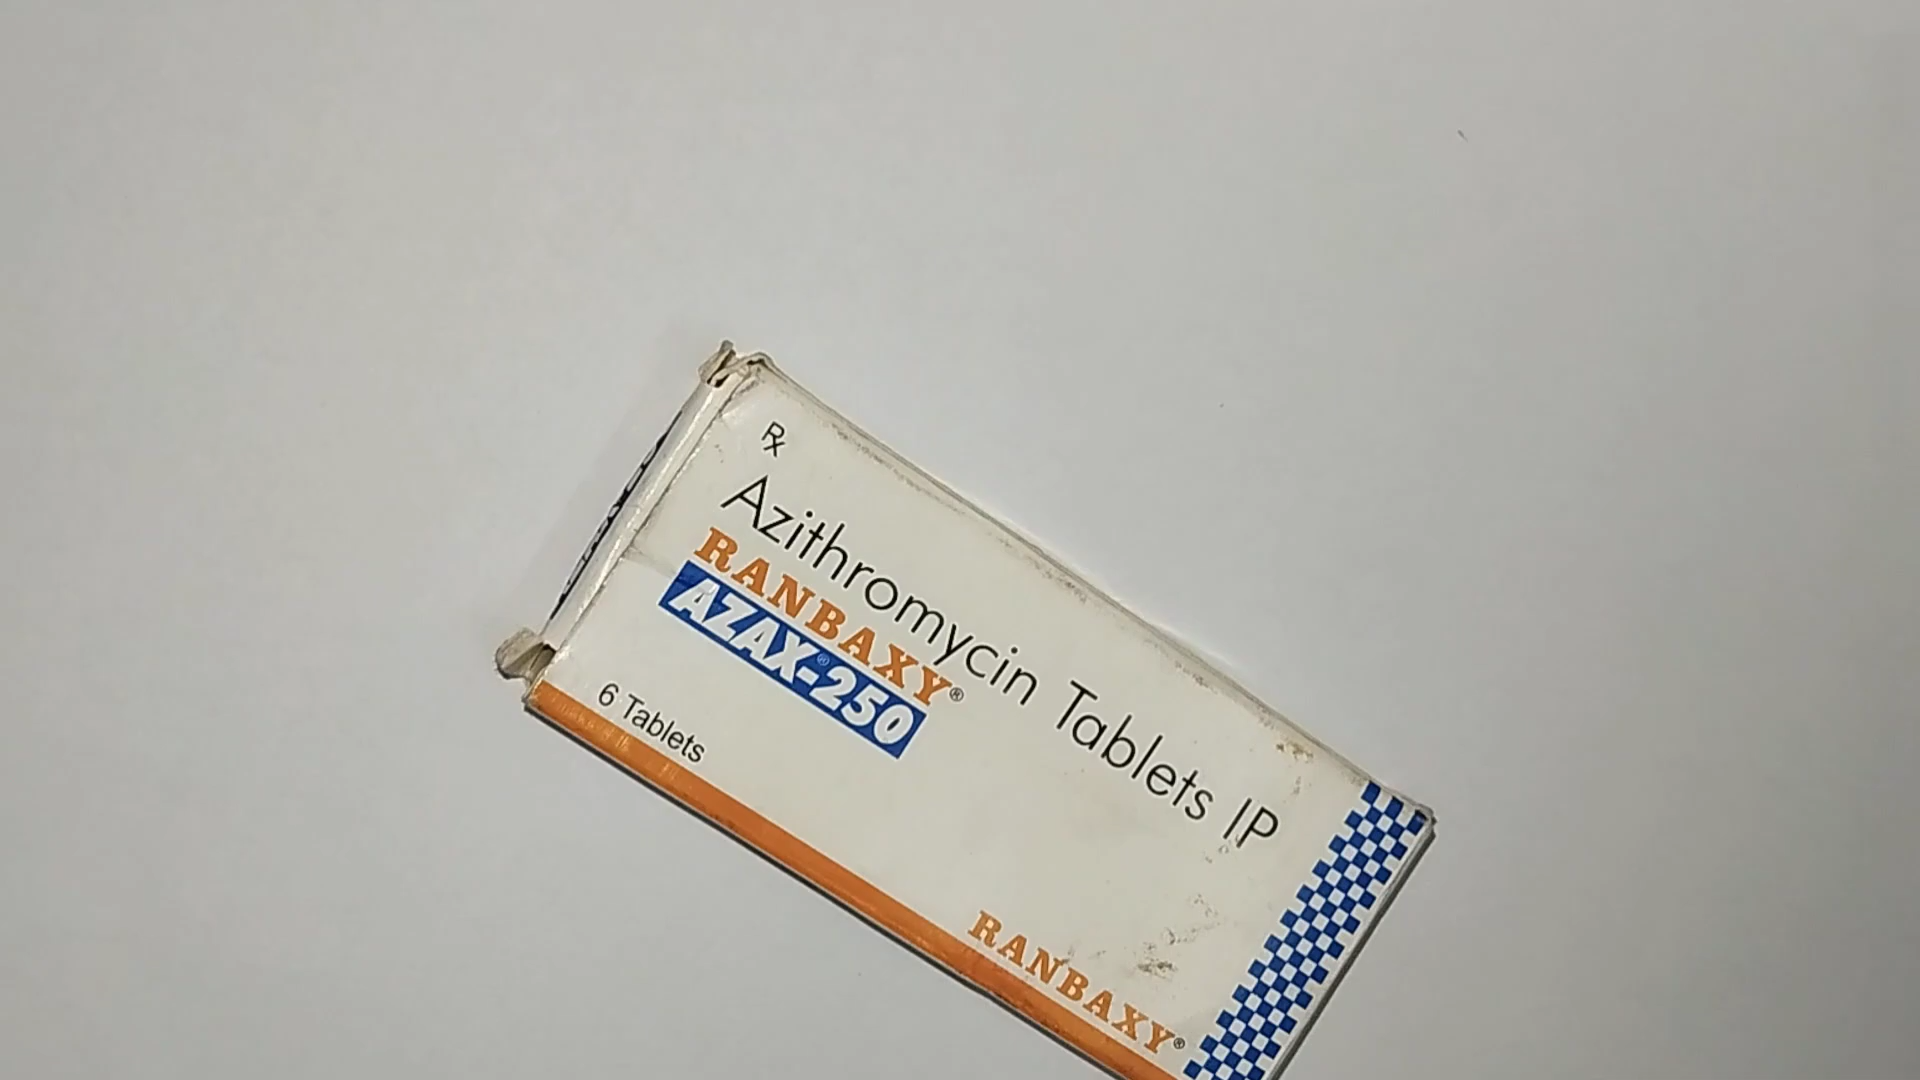 ℞
Azithromycin Tablets IP
RANBAXY®
AZAX®-250
6 Tablets
RANBAXY®